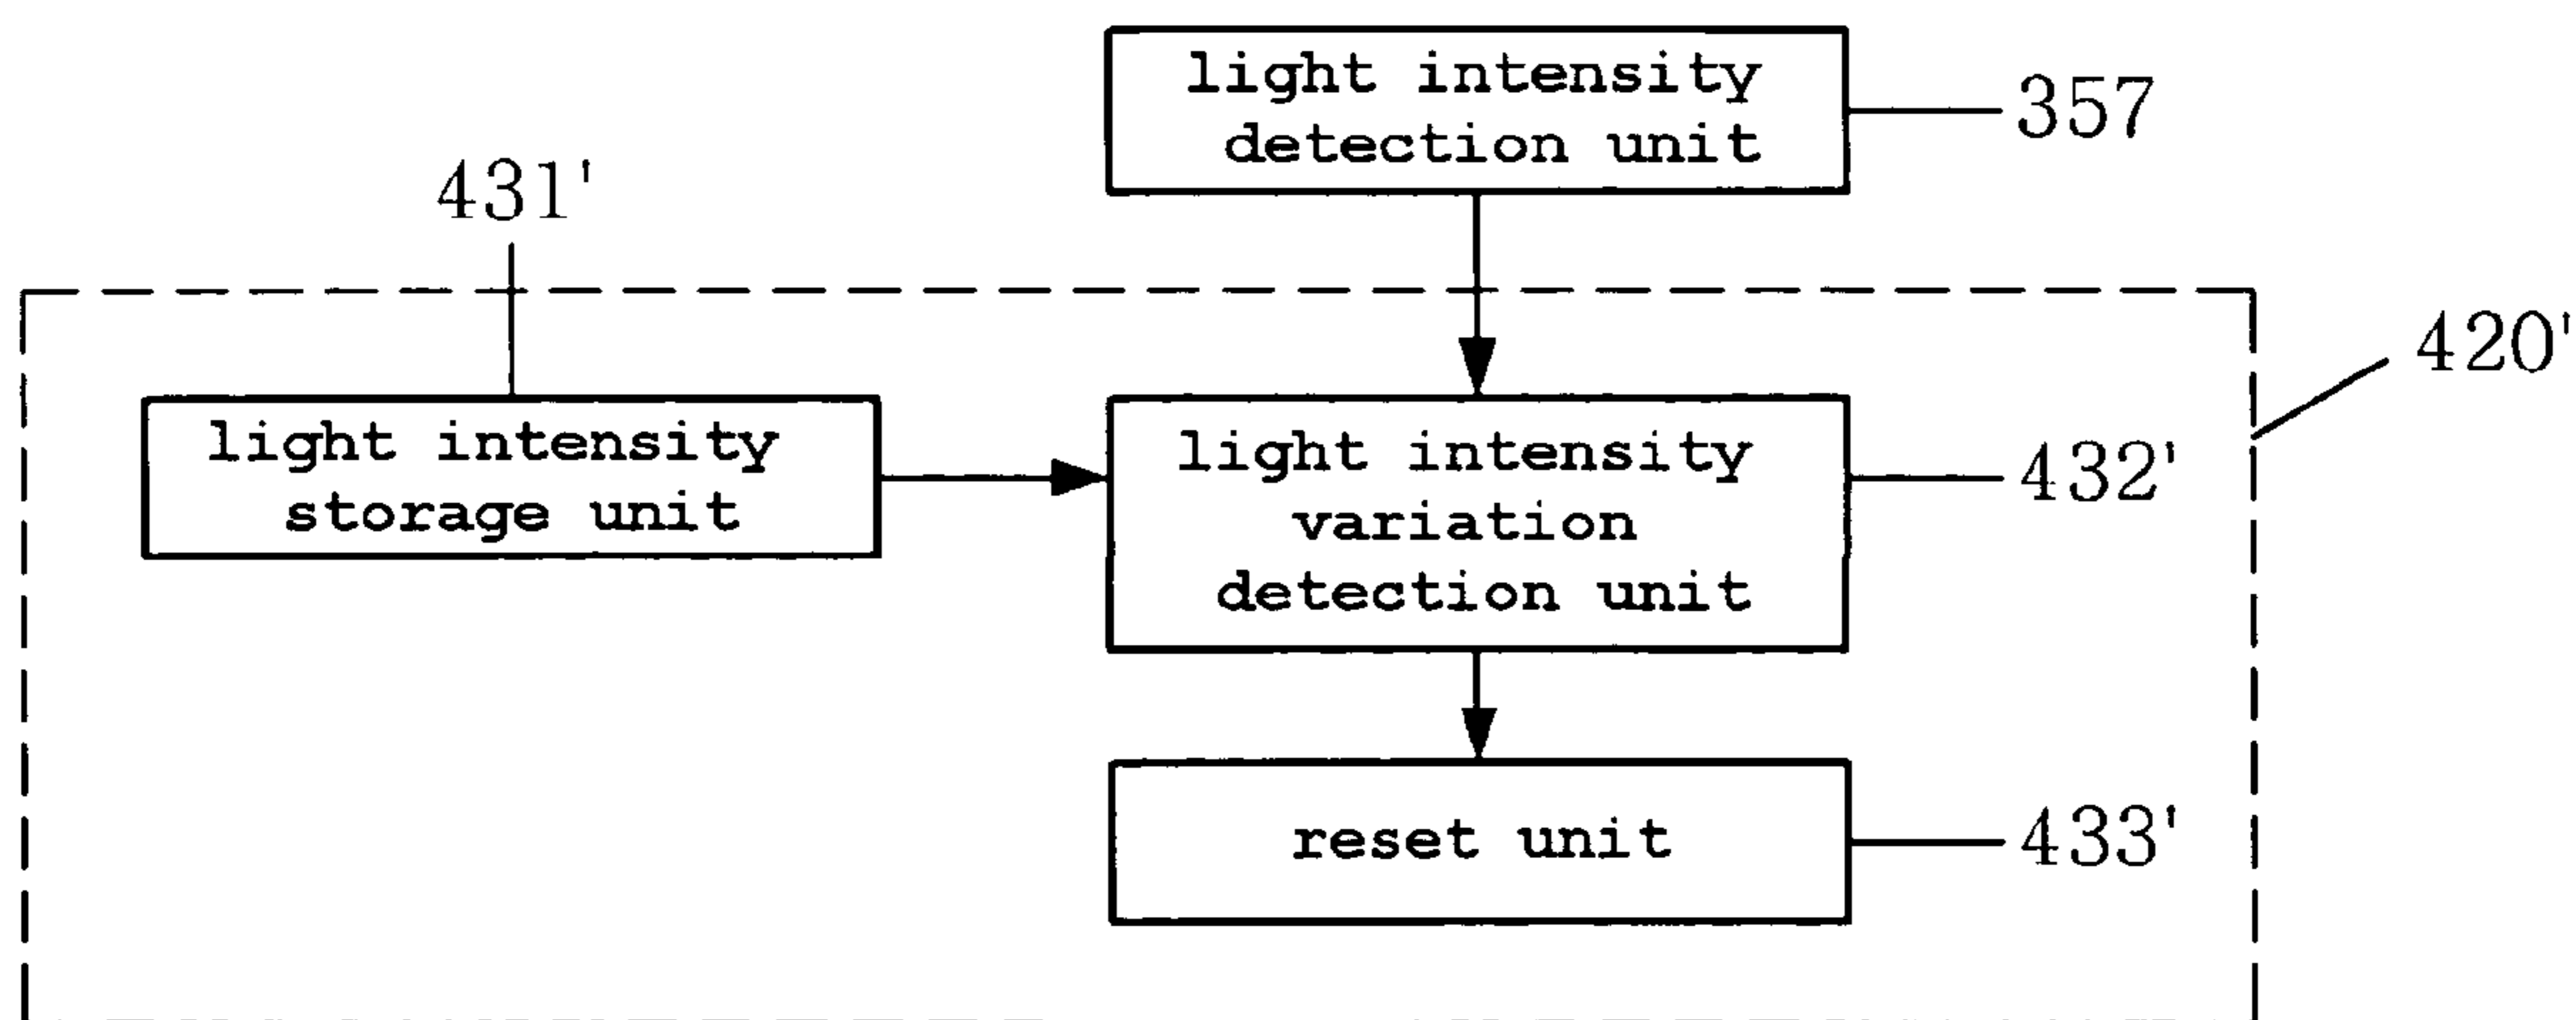 light intensity
detection unit
357
431'
420'
light intensity
storage unit
light intensity
variation
detection unit
432'
reset unit
433'